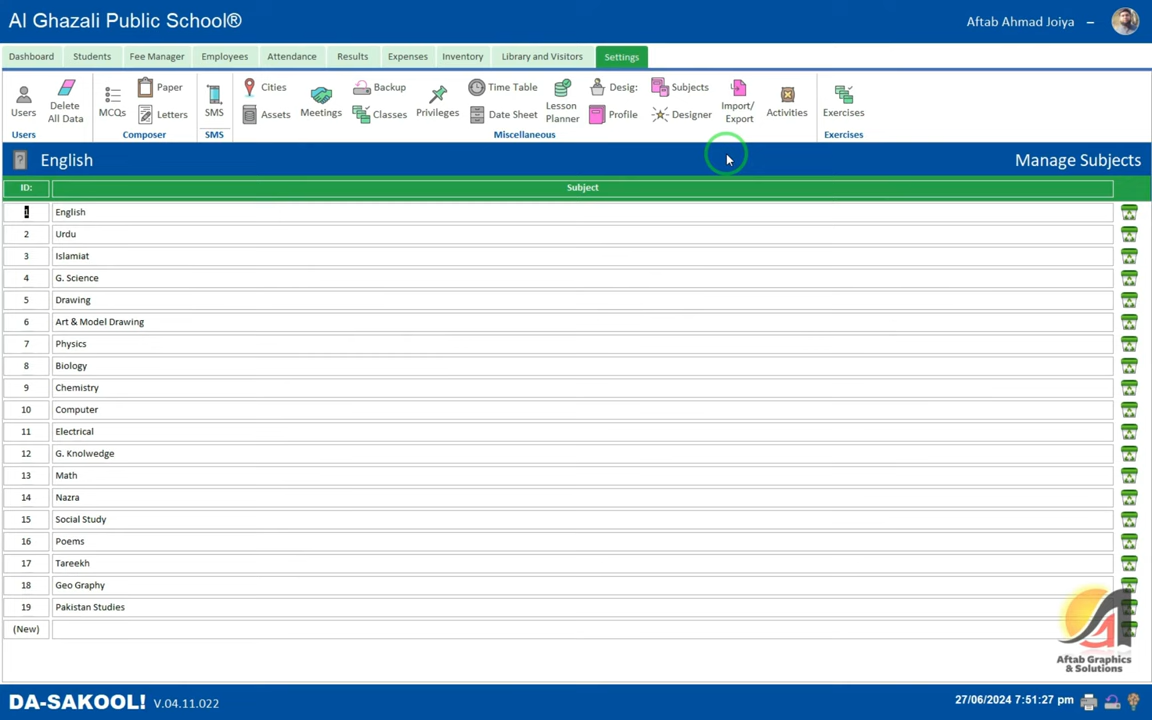 Al Ghazali Public School®
Aftab Ahmad Joiya
Dashboard Students Fee Manager Employees Attendance Results Expenses Inventory Library and Visitors Settings
Users
Delete All Data
Users
MCQs
Paper
Letters
Composer
SMS
SMS
Cities
Assets
Meetings
Backup
Classes
Privileges
Time Table
Date Sheet
Lesson Planner
Desig:
Profile
Subjects
Designer
Import/ Export
Activities
Miscellaneous
Exercises
Exercises
English
Manage Subjects
ID: Subject
1 English
2 Urdu
3 Islamiat
4 G. Science
5 Drawing
6 Art & Model Drawing
7 Physics
8 Biology
9 Chemistry
10 Computer
11 Electrical
12 G. Knolwedge
13 Math
14 Nazra
15 Social Study
16 Poems
17 Tareekh
18 Geo Graphy
19 Pakistan Studies
(New)
Aftab Graphics
& Solutions
DA-SAKOOL! V.04.11.022
27/06/2024 7:51:27 pm